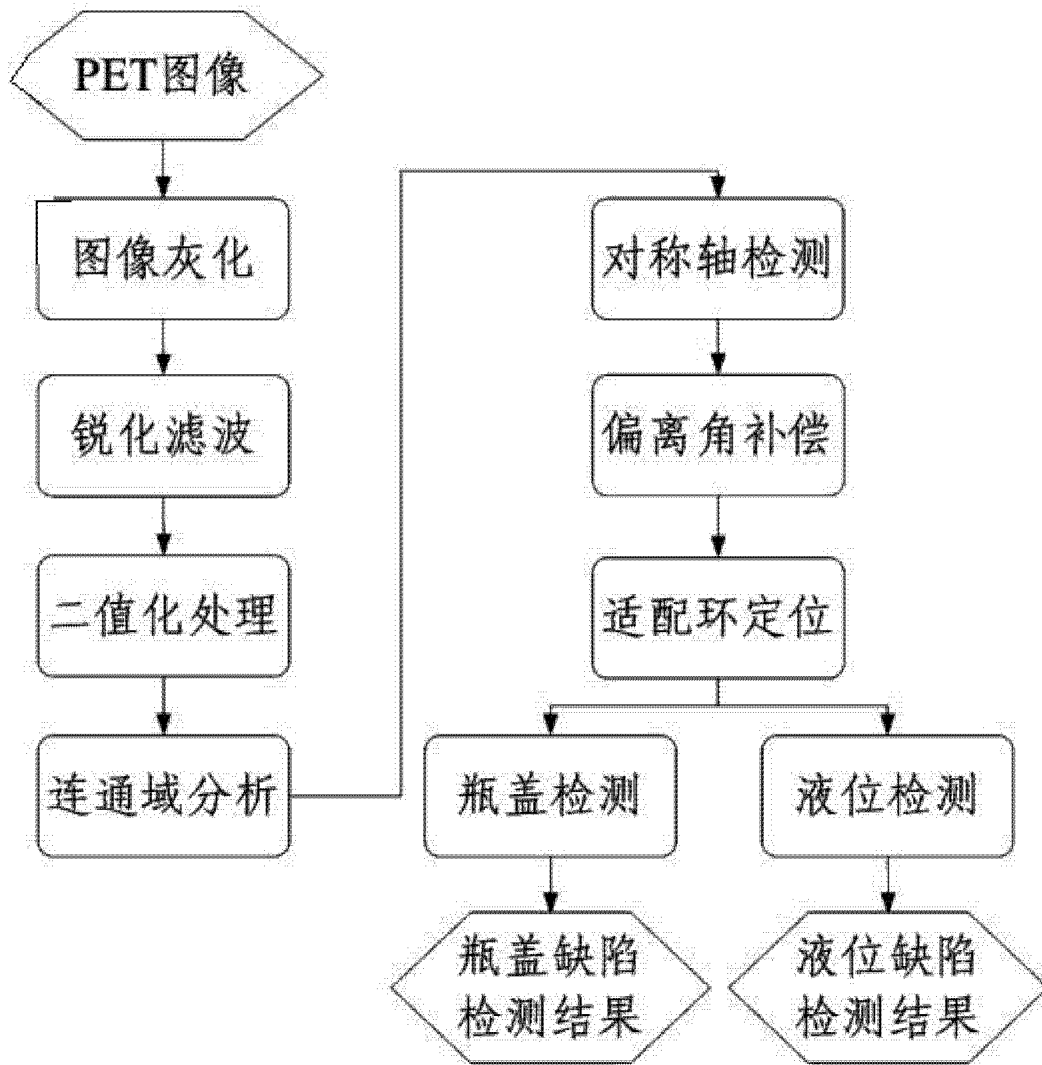 PET图像
图像灰化
锐化滤波
二值化处理
连通域分析
对称轴检测
偏离角补偿
适配环定位
瓶盖检测
液位检测
瓶盖缺陷
检测结果
液位缺陷
检测结果